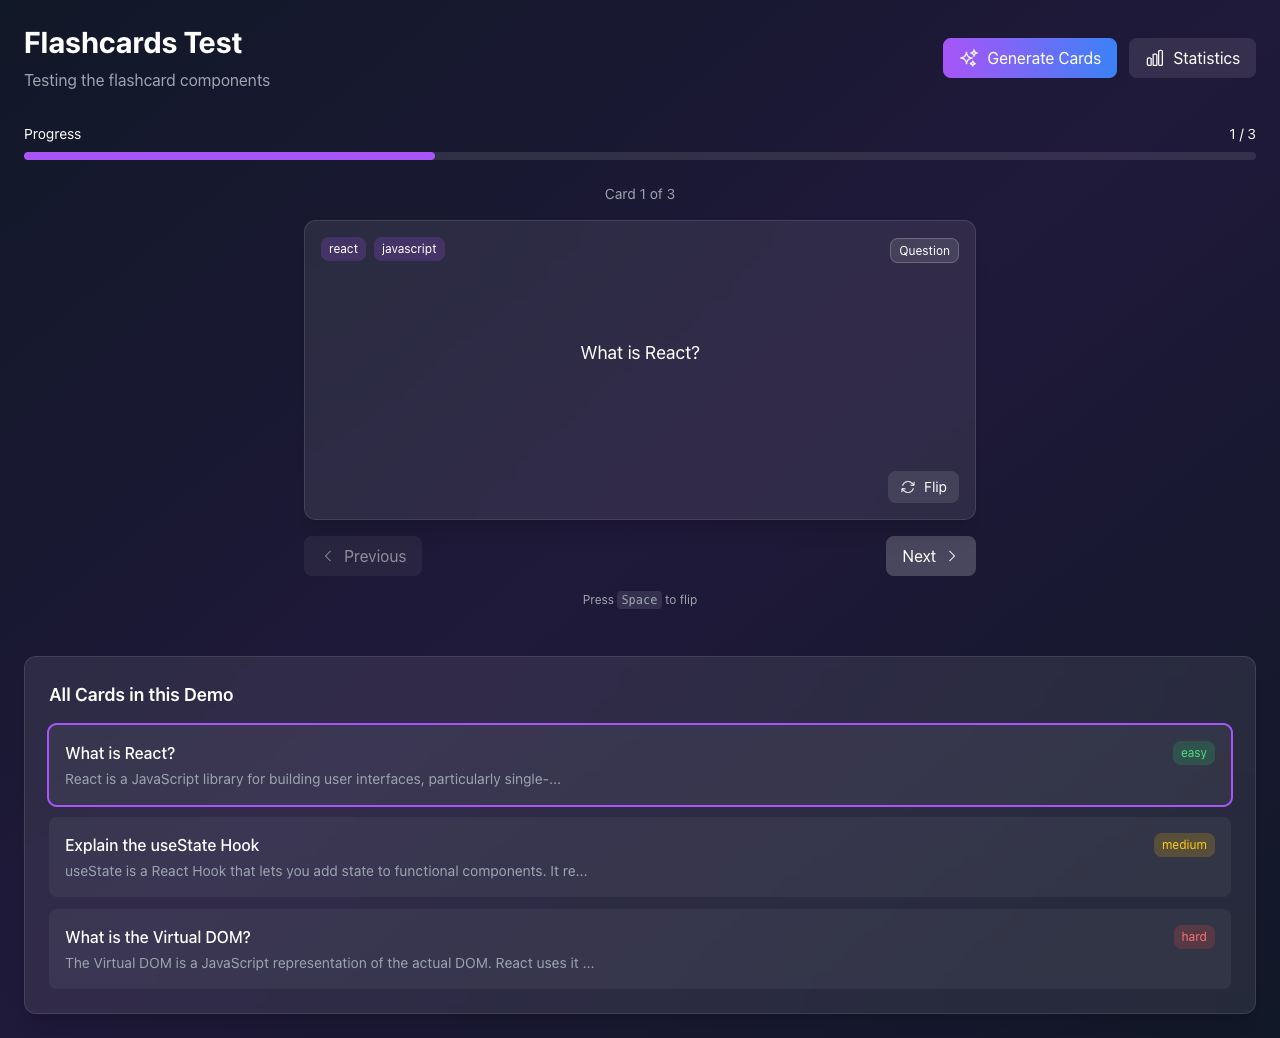 Flashcards Test
Testing the flashcard components
Generate Cards
Statistics
Progress
1 / 3
Card 1 of 3
react
javascript
Question
What is React?
Flip
Previous
Next
Press Space to flip
All Cards in this Demo
What is React?
easy
React is a JavaScript library for building user interfaces, particularly single-...
Explain the useState Hook
medium
useState is a React Hook that lets you add state to functional components. It re...
What is the Virtual DOM?
hard
The Virtual DOM is a JavaScript representation of the actual DOM. React uses it ...